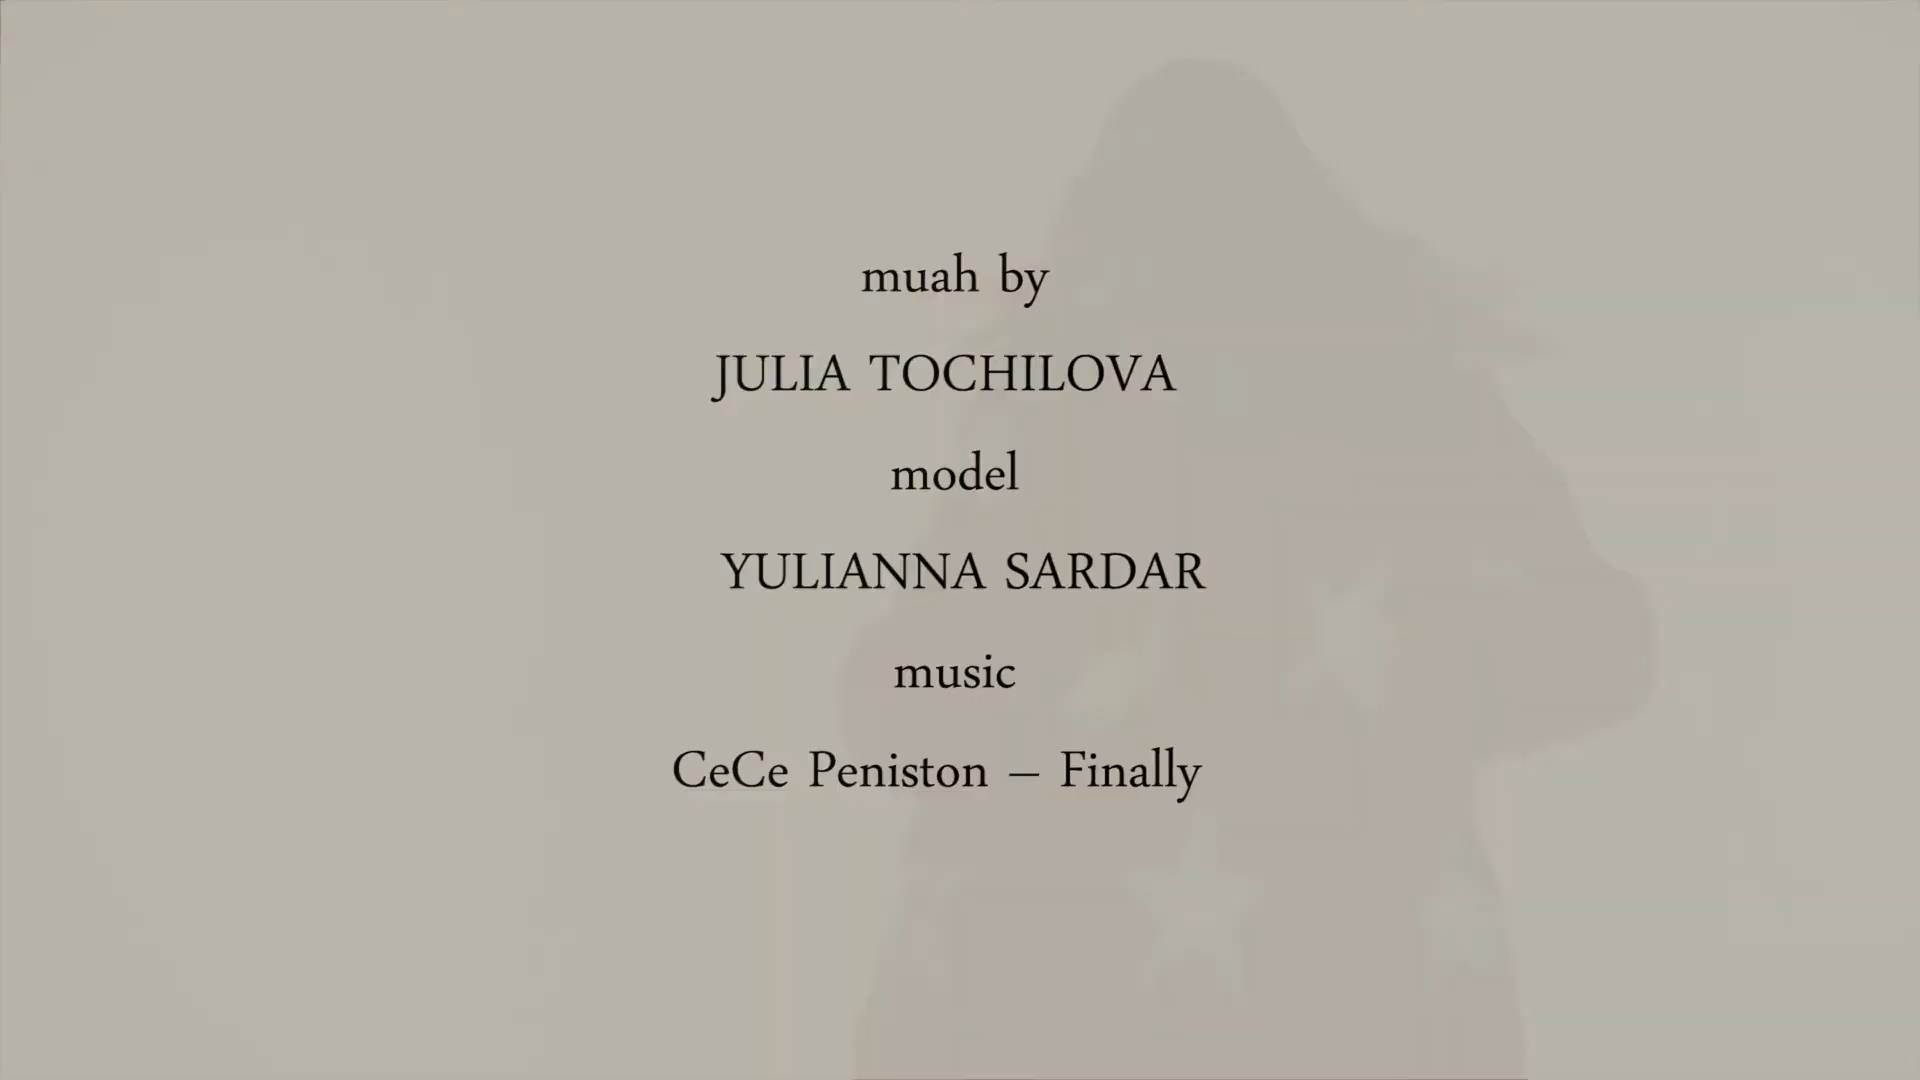 muah by
JULIA TOCHILOVA
model
YULIANNA SARDAR
music
CeCe Peniston – Finally